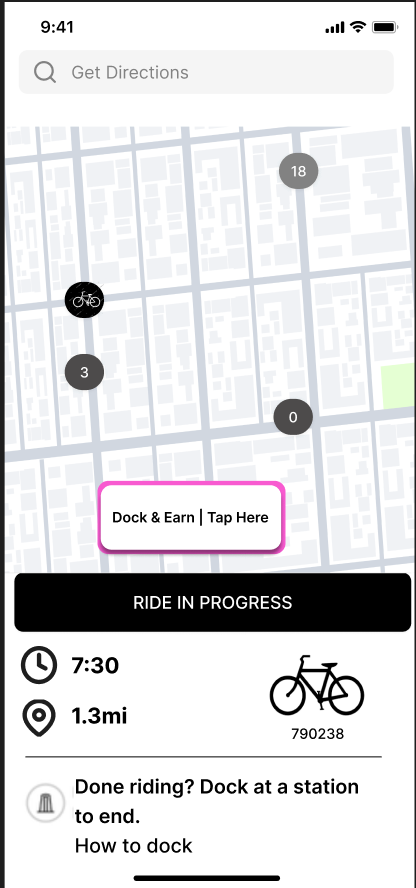 9:41
Get Directions
18
3
0
Dock & Earn | Tap Here
RIDE IN PROGRESS
7:30
1.3mi
790238
Done riding? Dock at a station
to end.
How to dock